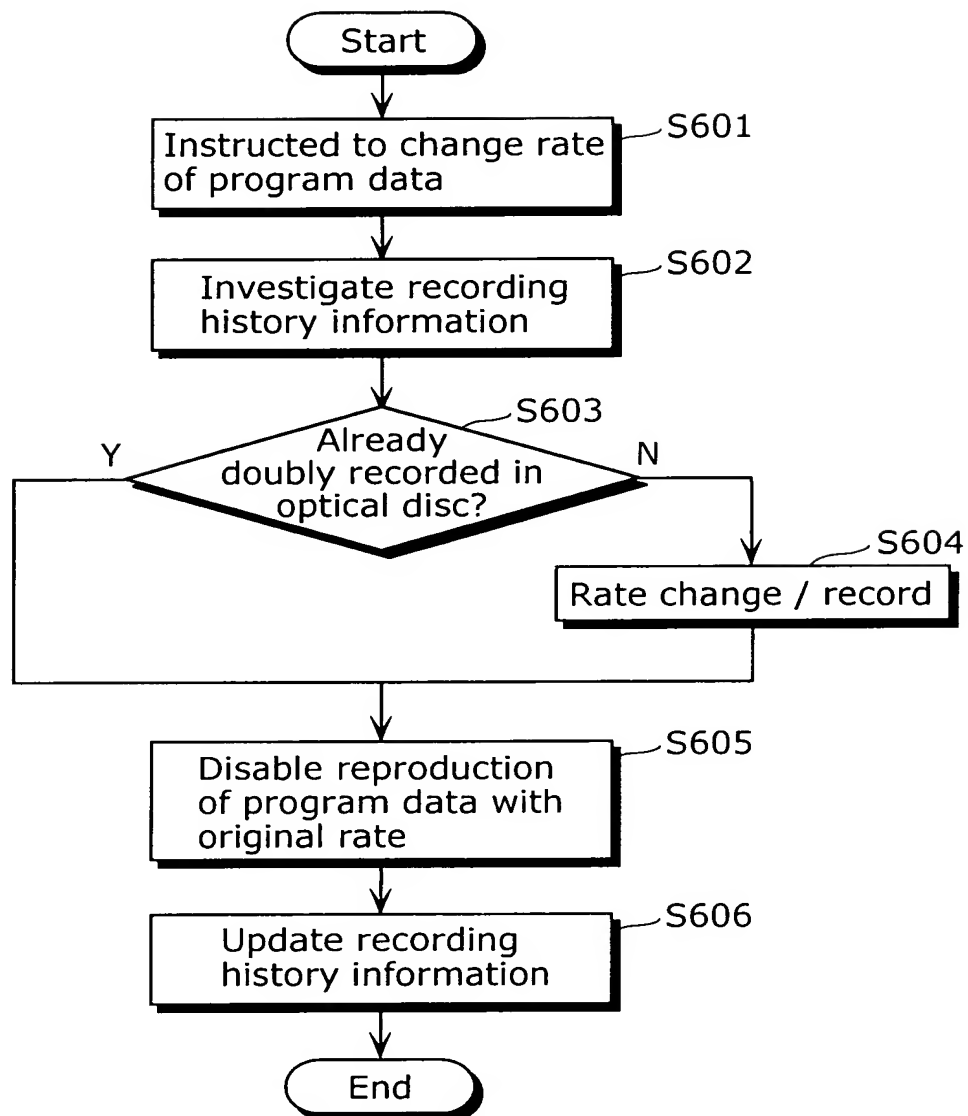 Start
S601
Instructed to change rate
of program data
S602
Investigate recording
history information
S603
Y
Already
doubly recorded in
optical disc?
N
S604
Rate change / record
S605
Disable reproduction
of program data with
original rate
S606
Update recording
history information
End